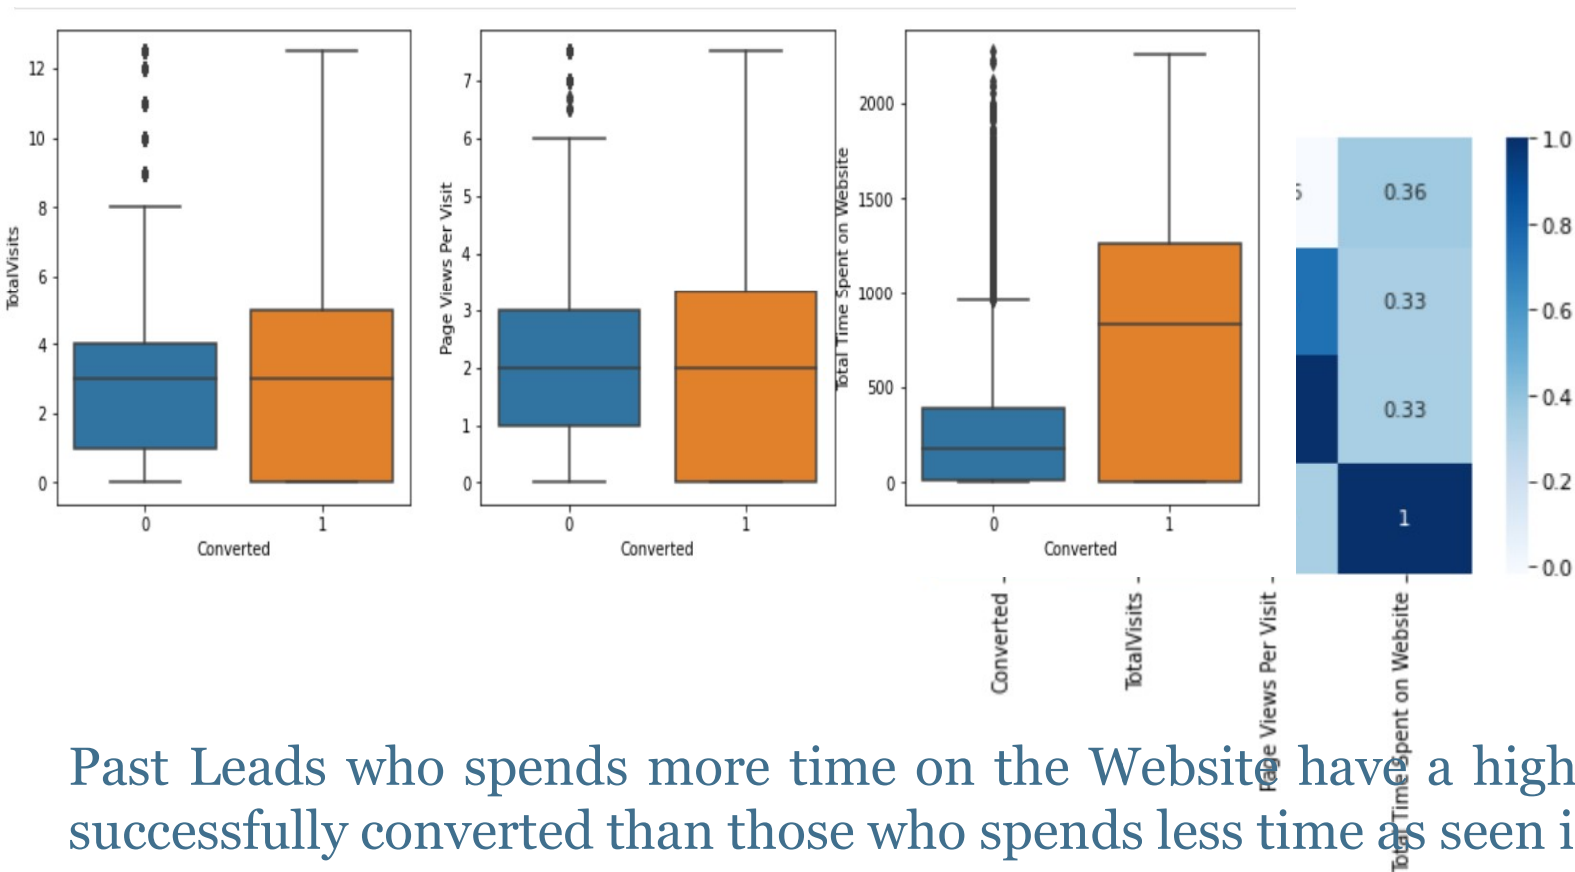 12
10
8
6
4
2
0
TotalVisits
0 1
Converted
7
6
5
4
3
2
1
0
Page Views Per Visit
0 1
Converted
2000
1500
1000
500
0
Total Time Spent on Website
0 1
Converted
0.36
0.33
0.33
1
1.0
0.8
0.6
0.4
0.2
0.0
Converted
TotalVisits
Page Views Per Visit
Total Time Spent on Website
Past Leads who spends more time on the Website have a high
successfully converted than those who spends less time as seen i